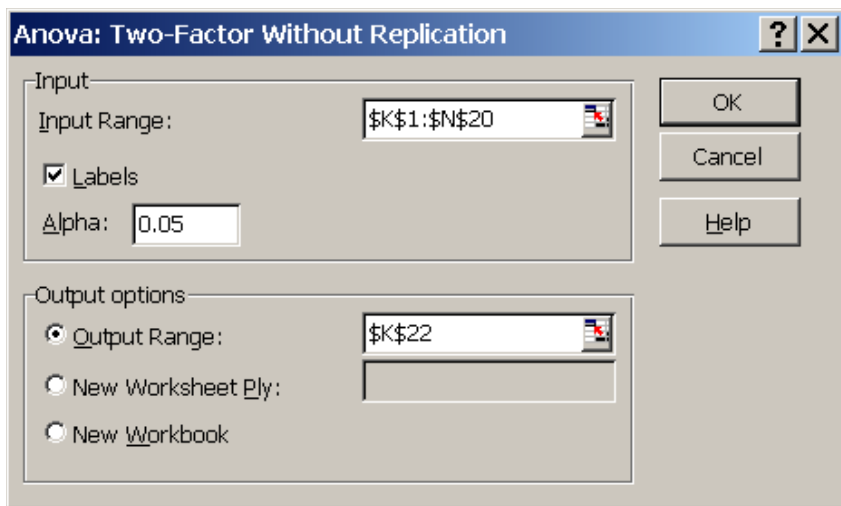 Anova: Two-Factor Without Replication
Input
Input Range: $K$1:$N$20
Labels
Alpha: 0.05
OK
Cancel
Help
Output options
Output Range: $K$22
New Worksheet Ply:
New Workbook